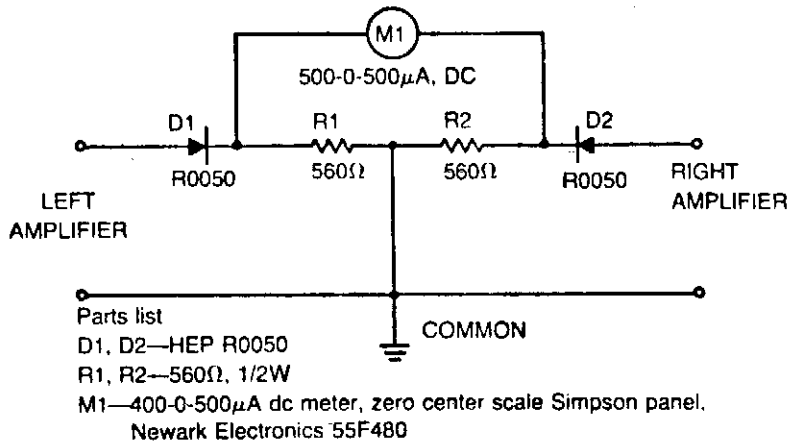 M1
500-0-500μA, DC
D1
R1
R2
D2
R0050
560Ω
560Ω
R0050
LEFT
AMPLIFIER
RIGHT
AMPLIFIER
COMMON
Parts list
D1, D2—HEP R0050
R1, R2—560Ω, 1/2W
M1—400-0-500μA dc meter, zero center scale Simpson panel,
Newark Electronics 55F480